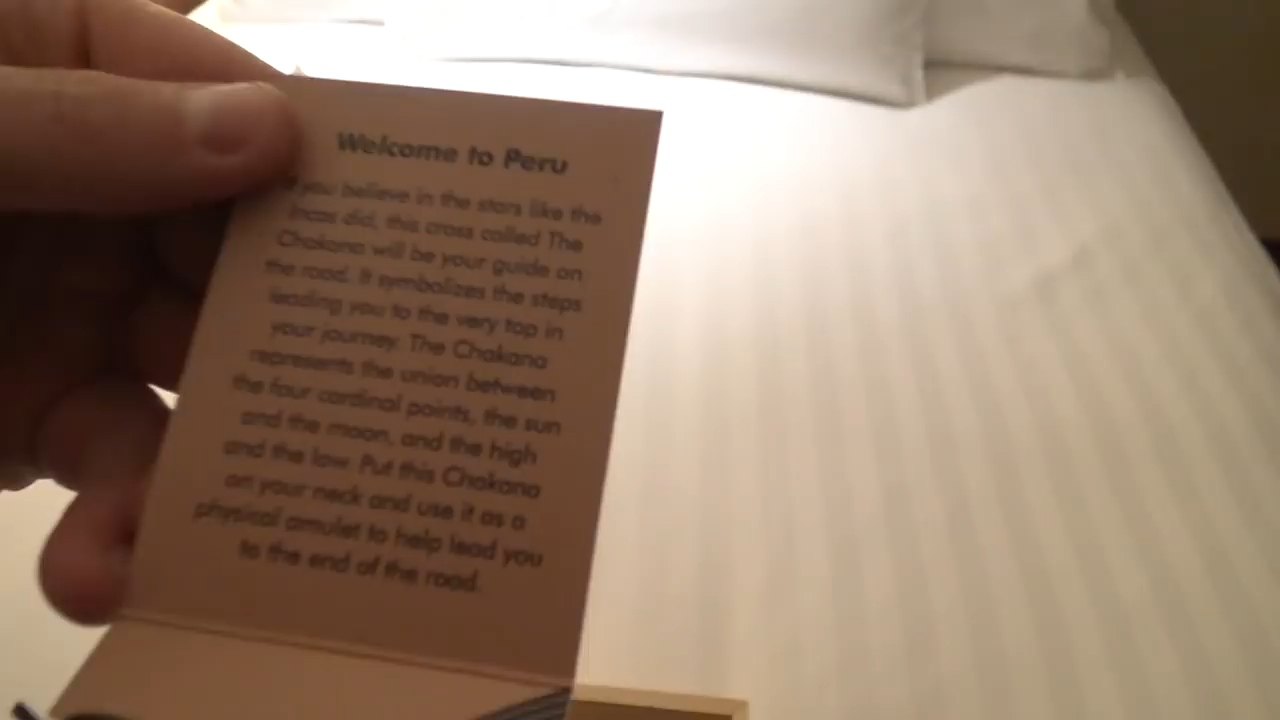 Welcome to Peru
you believe in the stars like the
Incas did, this cross called The
Chakana will be your guide on
the road. It symbolizes the steps
leading you to the very top in
your journey. The Chakana
represents the union between
the four cardinal points, the sun
and the moon, and the high
and the low. Put this Chakana
on your neck and use it as a
physical amulet to help lead you
to the end of the road.